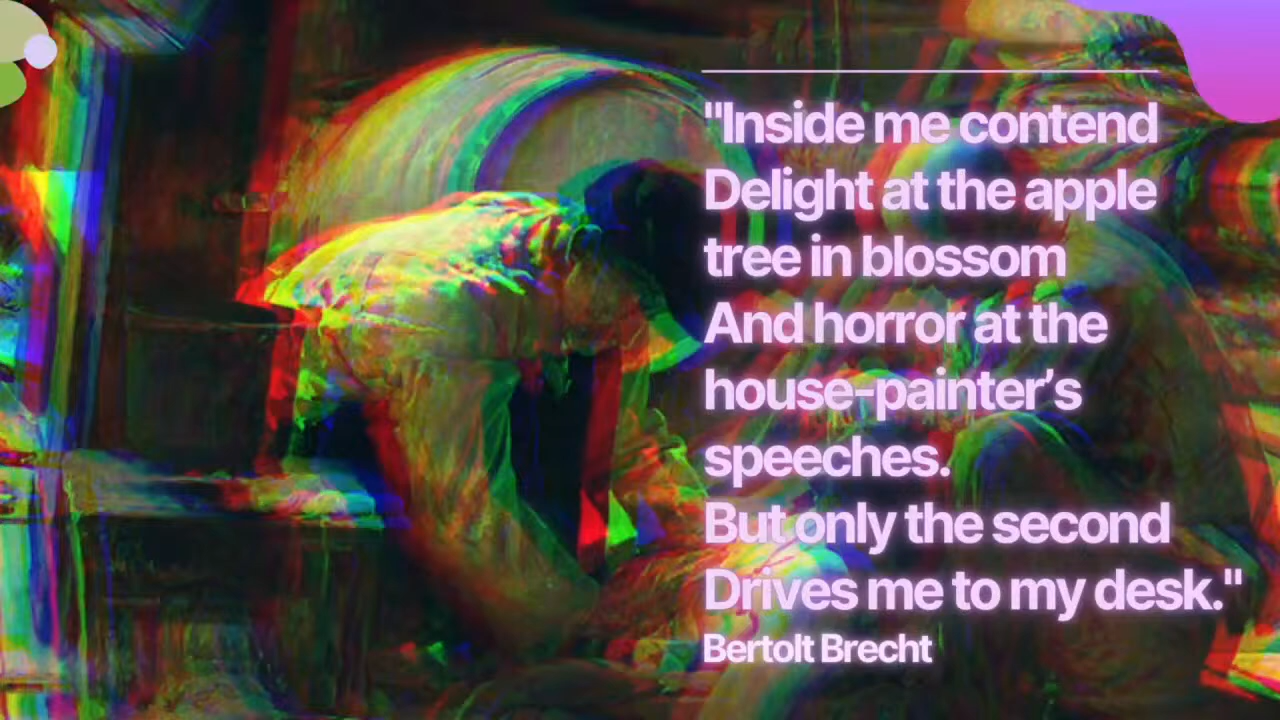 "Inside me contend
Delight at the apple
tree in blossom
And horror at the
house-painter’s
speeches.
But only the second
Drives me to my desk."
Bertolt Brecht